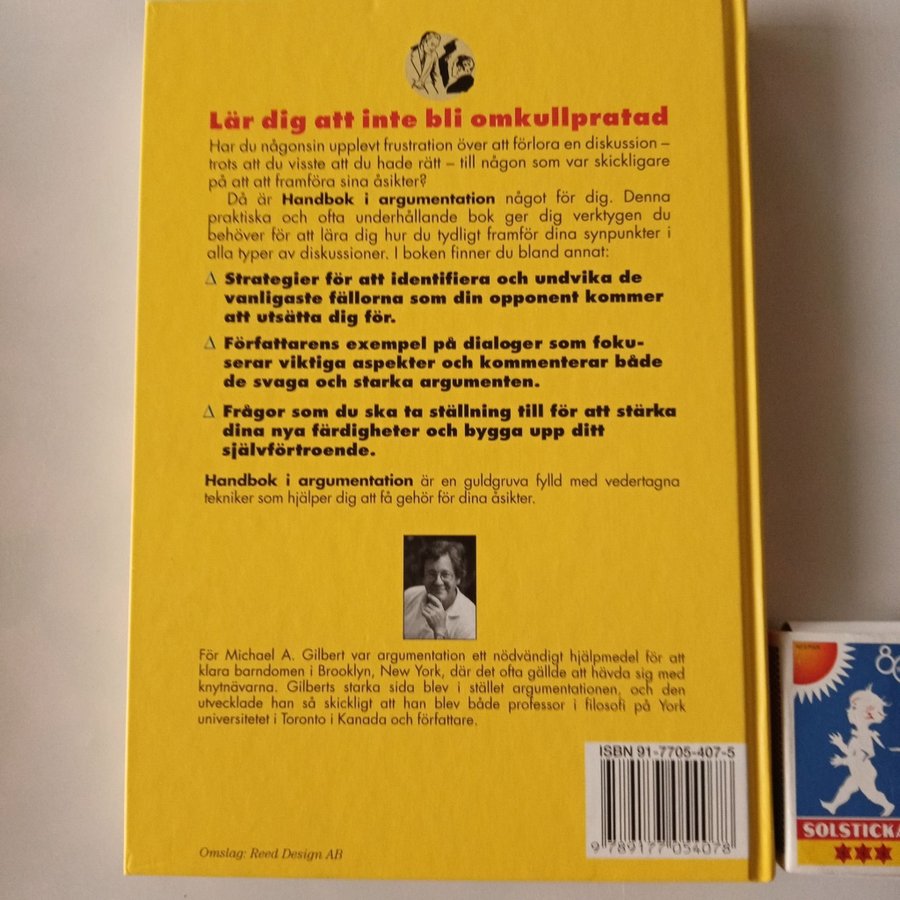 Lär dig att inte bli omkullpratad
Har du någonsin upplevt frustration över att förlora en diskussion –
trots att du visste att du hade rätt – till någon som var skickligare
på att att framföra sina åsikter?
Då är Handbok i argumentation något för dig. Denna
praktiska och ofta underhållande bok ger dig verktygen du
behöver för att lära dig hur du tydligt framför dina synpunkter i
alla typer av diskussioner. I boken finner du bland annat:
Δ Strategier för att identifiera och undvika de
vanligaste fällorna som din opponent kommer
att utsätta dig för.
Δ Författarens exempel på dialoger som foku-
serar viktiga aspekter och kommenterar både
de svaga och starka argumenten.
Δ Frågor som du ska ta ställning till för att stärka
dina nya färdigheter och bygga upp ditt
självförtroende.
Handbok i argumentation är en guldgruva fylld med vedertagna
tekniker som hjälper dig att få gehör för dina åsikter.
För Michael A. Gilbert var argumentation ett nödvändigt hjälpmedel för att
klara barndomen i Brooklyn, New York, där det ofta gällde att hävda sig med
knytnävarna. Gilberts starka sida blev i stället argumentationen, och den
utvecklade han så skickligt att han blev både professor i filosofi på York
universitetet i Toronto i Kanada och författare.
ISBN 91-7705-407-5
9 789177 054078
Omslag: Reed Design AB
SOLSTICKA